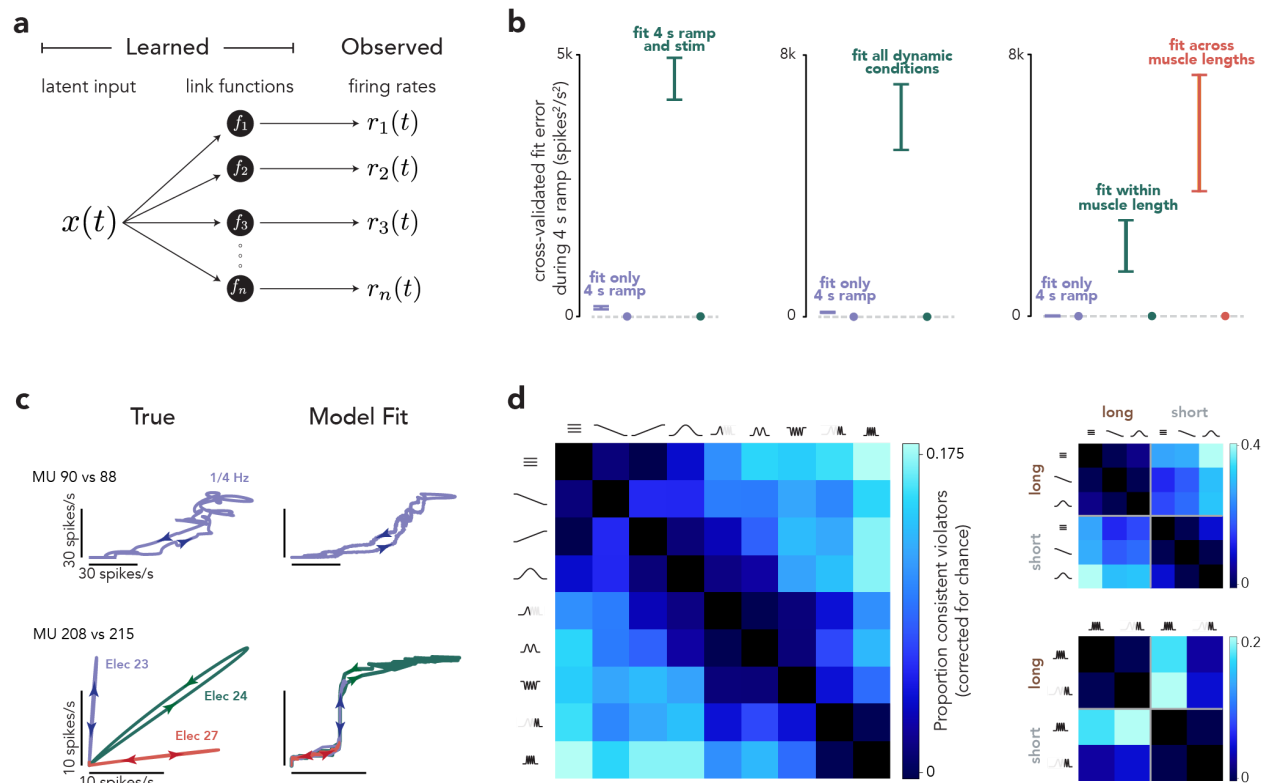 a
Learned
Observed
latent input
link functions
firing rates
x(t)
f1
f2
f3
fn
r1(t)
r2(t)
r3(t)
rn(t)
b
cross-validated fit error
during 4 s ramp (spikes²/s²)
5k
0
fit 4 s ramp
and stim
fit only
4 s ramp
8k
0
fit all dynamic
conditions
fit only
4 s ramp
8k
0
fit across
muscle lengths
fit within
muscle length
fit only
4 s ramp
c
True
Model Fit
MU 90 vs 88
1/4 Hz
30 spikes/s
30 spikes/s
MU 208 vs 215
Elec 23
Elec 24
Elec 27
10 spikes/s
10 spikes/s
d
0.175
0
Proportion consistent violators
(corrected for chance)
long
short
long
short
0.4
0
long
short
0.2
0